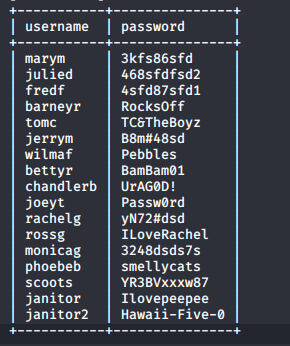 +-----------+---------------+
| username | password |
+-----------+---------------+
| marym | 3kfs86sfd |
| julied | 468sfdfsd2 |
| fredf | 4sfd87sfd1 |
| barneyr | RocksOff |
| tomc | TC&TheBoyz |
| jerrym | B8m#48sd |
| wilmaf | Pebbles |
| bettyr | BamBam01 |
| chandlerb | UrAG0D! |
| joeyt | Passw0rd |
| rachelg | yN72#dsd |
| rossg | ILoveRachel |
| monicag | 3248dsds7s |
| phoebeb | smellycats |
| scoots | YR3BVxxxw87 |
| janitor | Ilovepeepee |
| janitor2 | Hawaii-Five-0 |
+-----------+---------------+